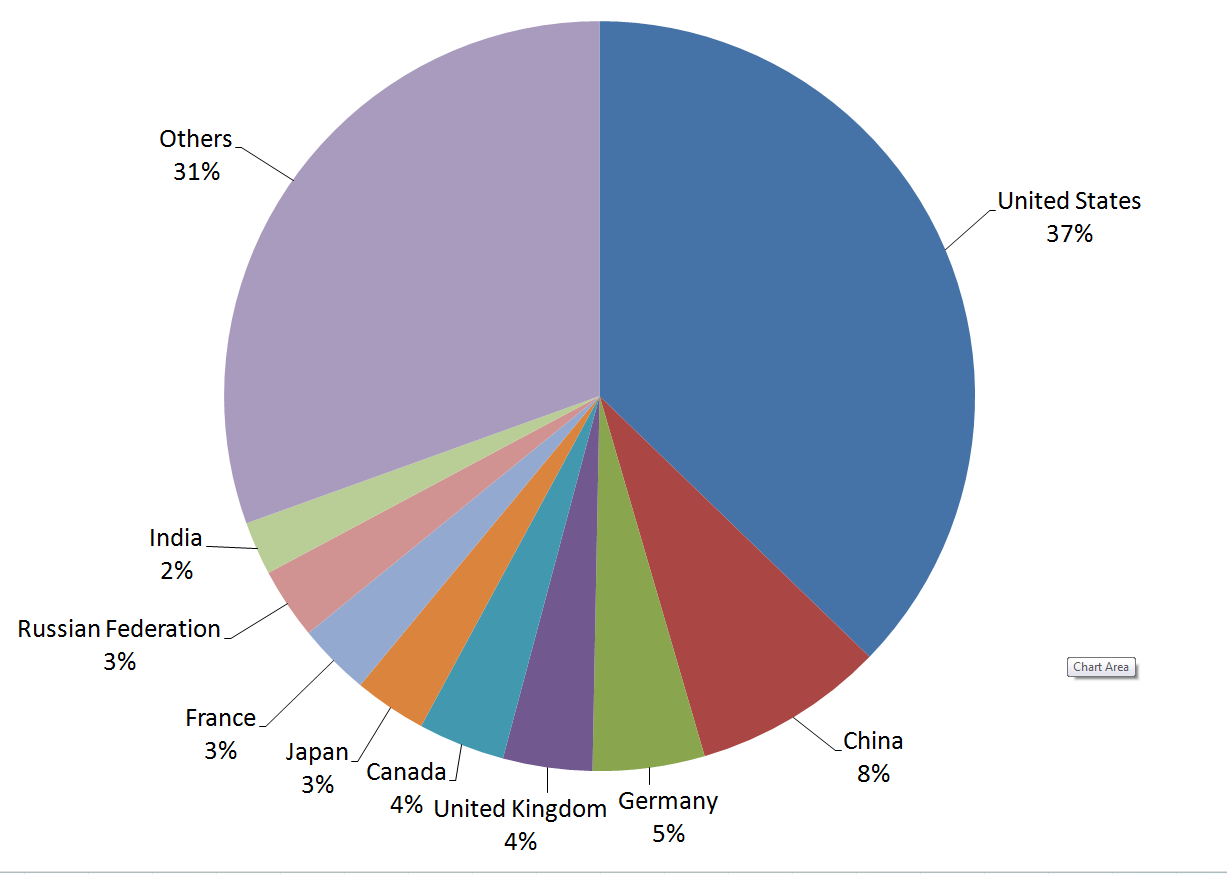 Others
31%
United States
37%
India
2%
Russian Federation
3%
France
3%
Japan
3%
Canada
4%
United Kingdom
4%
Germany
5%
China
8%
Chart Area